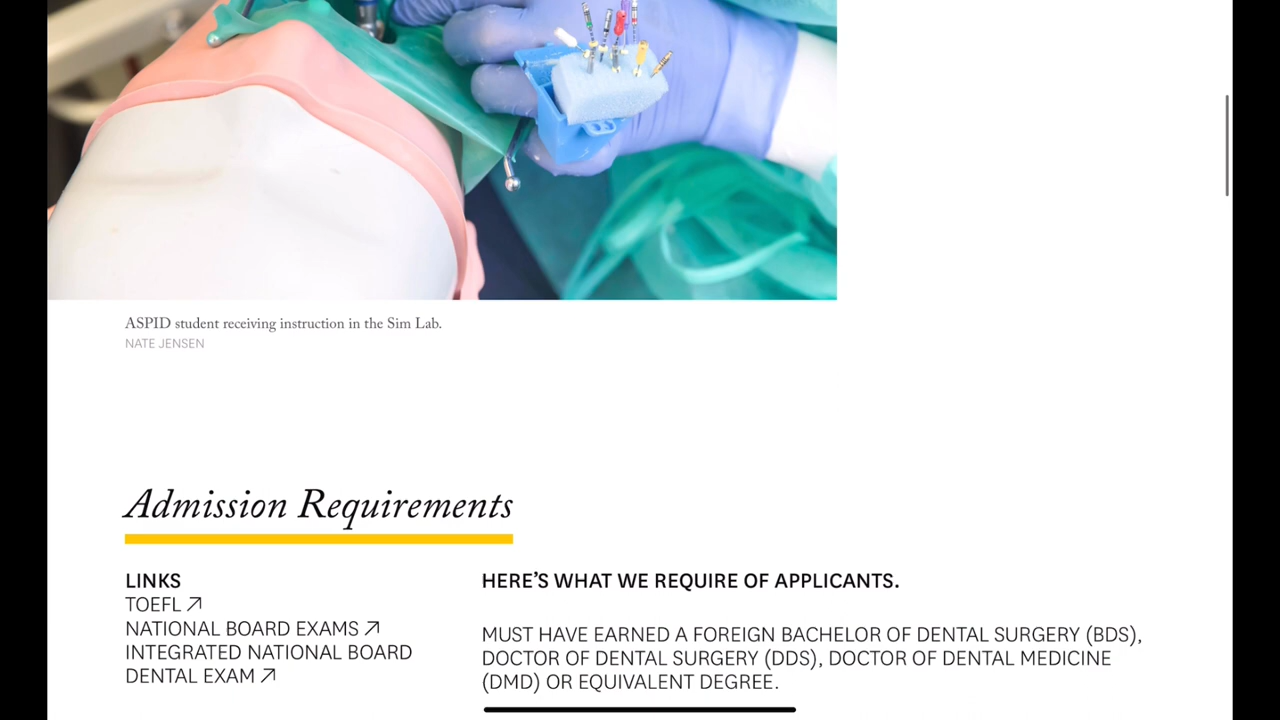 ASPID student receiving instruction in the Sim Lab.
NATE JENSEN
Admission Requirements
LINKS
TOEFL ↗
NATIONAL BOARD EXAMS ↗
INTEGRATED NATIONAL BOARD
DENTAL EXAM ↗
HERE’S WHAT WE REQUIRE OF APPLICANTS.
MUST HAVE EARNED A FOREIGN BACHELOR OF DENTAL SURGERY (BDS),
DOCTOR OF DENTAL SURGERY (DDS), DOCTOR OF DENTAL MEDICINE
(DMD) OR EQUIVALENT DEGREE.